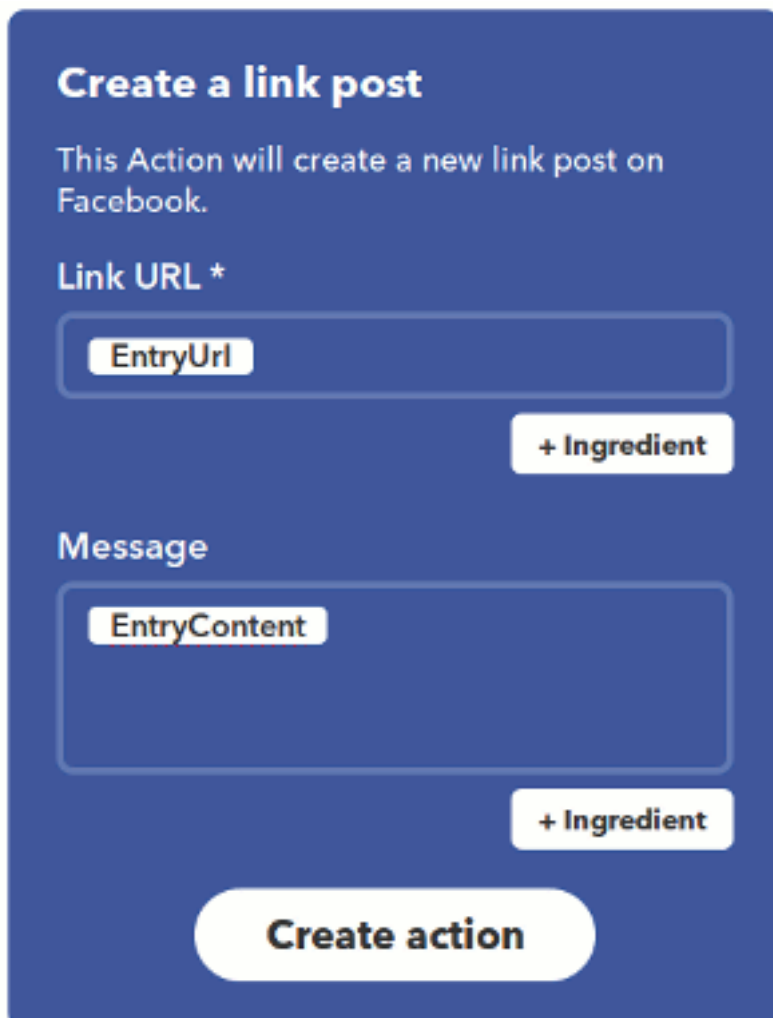 Create a link post
This Action will create a new link post on
Facebook.
Link URL *
EntryUrl
+ Ingredient
Message
EntryContent
+ Ingredient
Create action